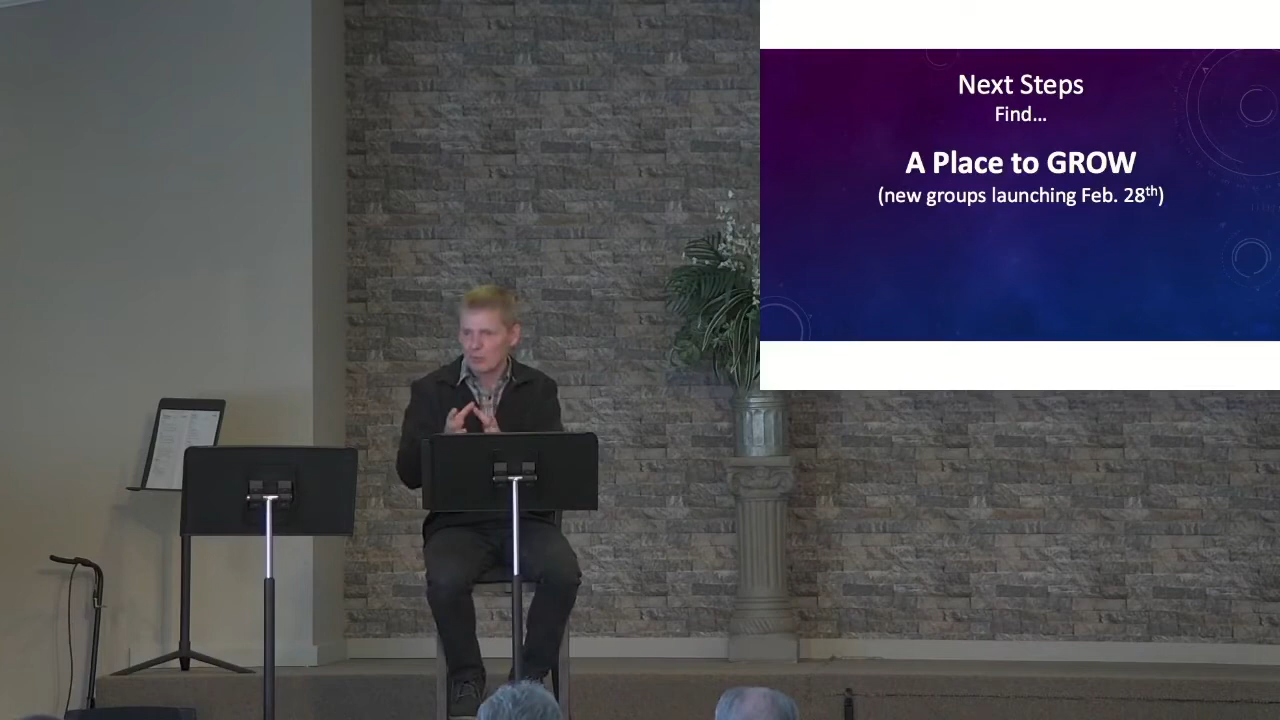 Next Steps
Find...
A Place to GROW
(new groups launching Feb. 28th)